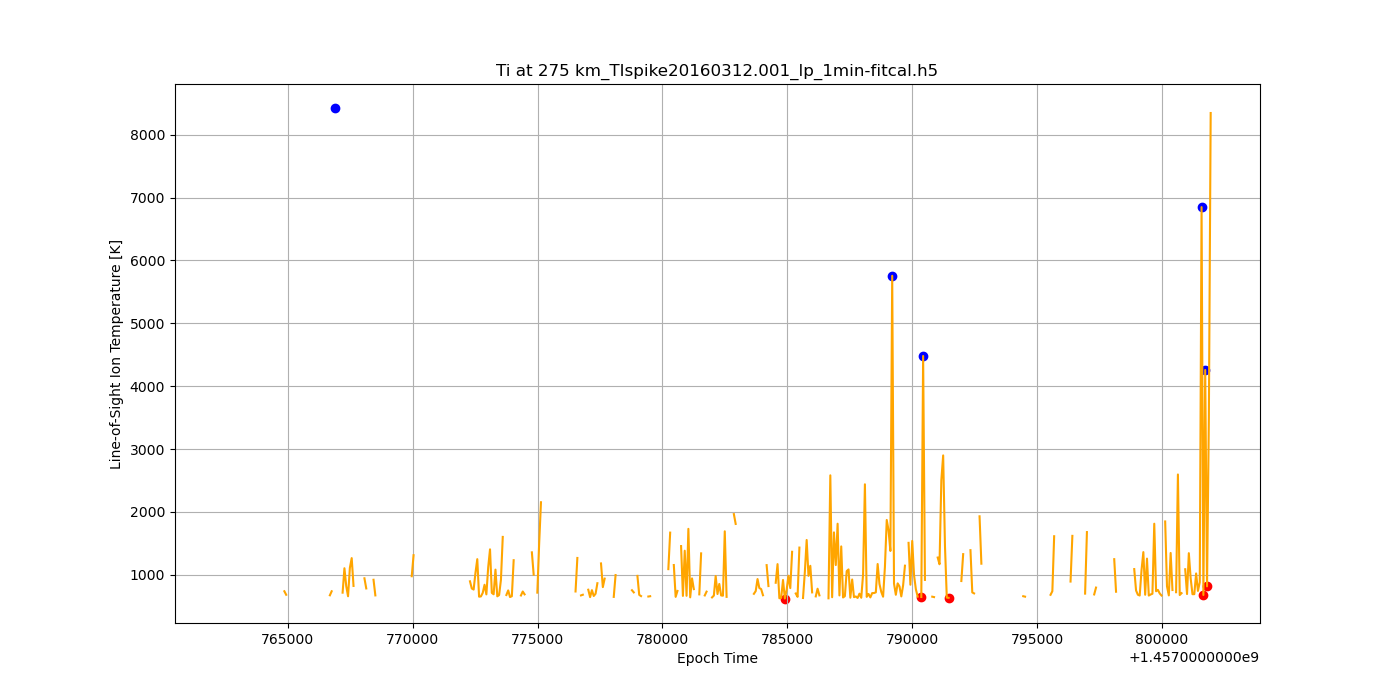 Ti at 275 km_TIspike20160312.001_lp_1min-fitcal.h5
Line-of-Sight Ion Temperature [K]
8000
7000
6000
5000
4000
3000
2000
1000
765000 770000 775000 780000 785000 790000 795000 800000
Epoch Time
+1.4570000000e9